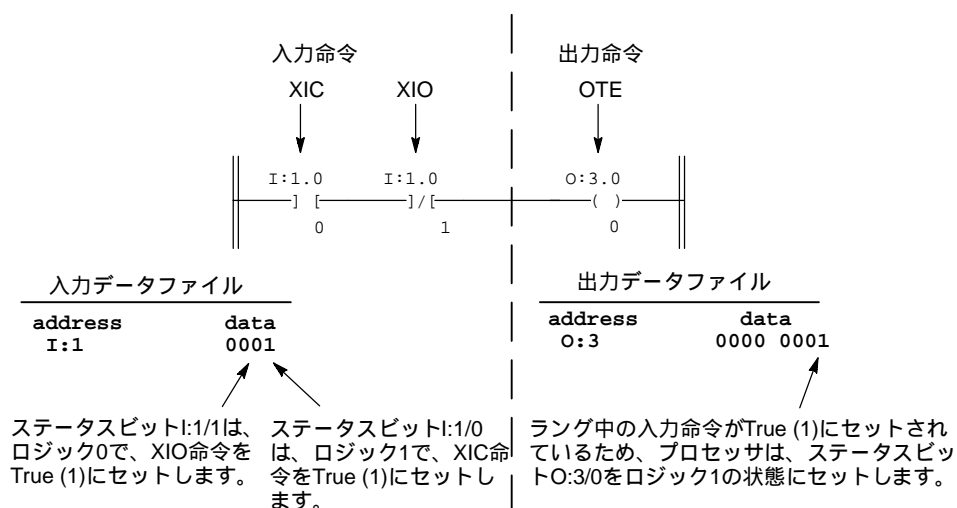 入力命令
出力命令
XIC
XIO
OTE
I:1.0
I:1.0
O:3.0
] [
]/[
( )
0
1
0
入力データファイル
address data
I:1 0001
出力データファイル
address data
O:3 0000 0001
ステータスビットI:1/1は、
ロジック0で、XIO命令を
True (1)にセットします。
ステータスビットI:1/0
は、ロジック1で、XIC命
令をTrue (1)にセットし
ます。
ラング中の入力命令がTrue (1)にセットされ
ているため、プロセッサは、ステータスビッ
トO:3/0をロジック1の状態にセットします。